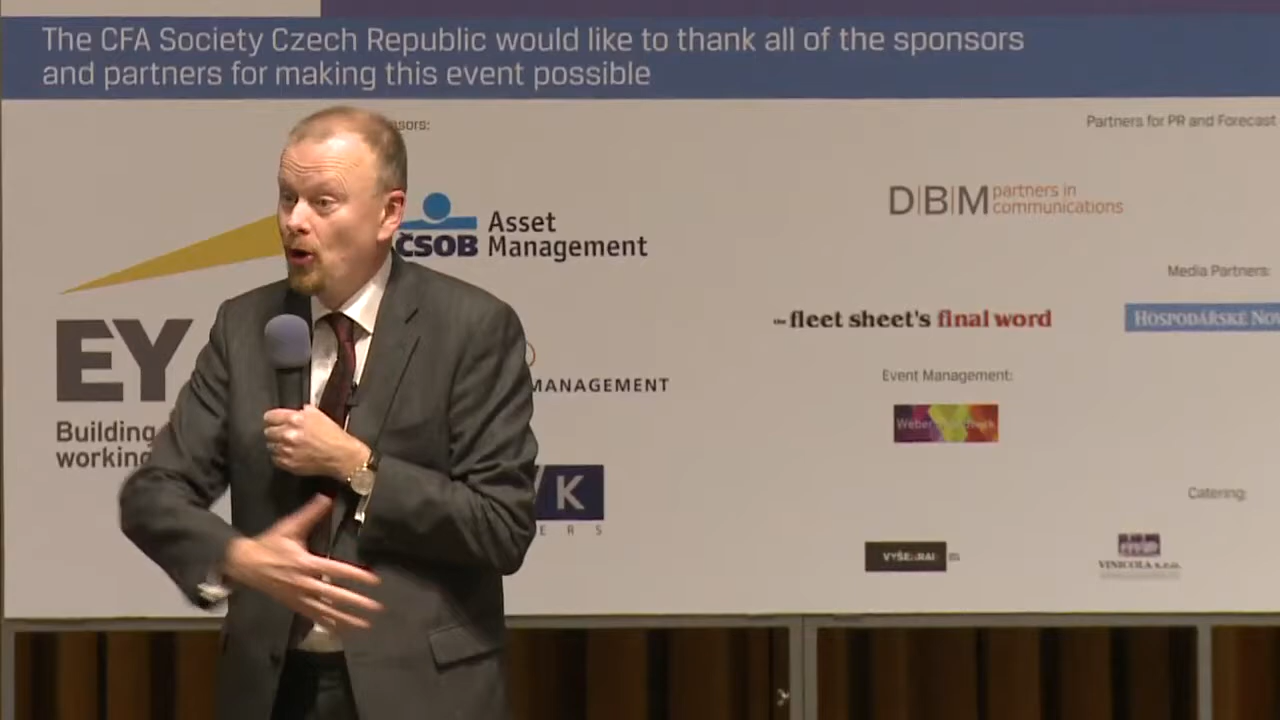 The CFA Society Czech Republic would like to thank all of the sponsors
and partners for making this event possible
Partners for PR and Forecast
ČSOB Asset
Management
D|B|M partners in
communications
Media Partners:
the fleet sheet's final word
HOSPODÁŘSKÉ
EY
Building
working
MANAGEMENT
Event Management:
K
E R S
Catering:
VINICOLA s.r.o.